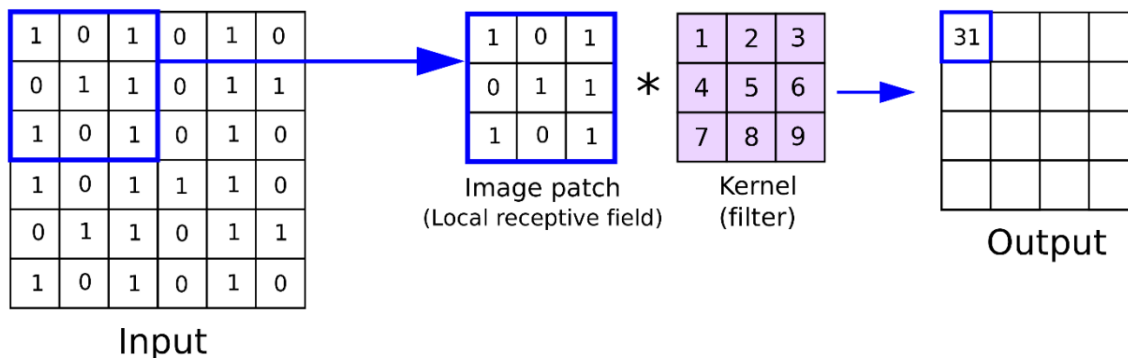 1 0 1 0 1 0
0 1 1 0 1 1
1 0 1 0 1 0
1 0 1 1 1 0
0 1 1 0 1 1
1 0 1 0 1 0
Input
1 0 1
0 1 1
1 0 1
Image patch
(Local receptive field)
*
1 2 3
4 5 6
7 8 9
Kernel
(filter)
31
Output